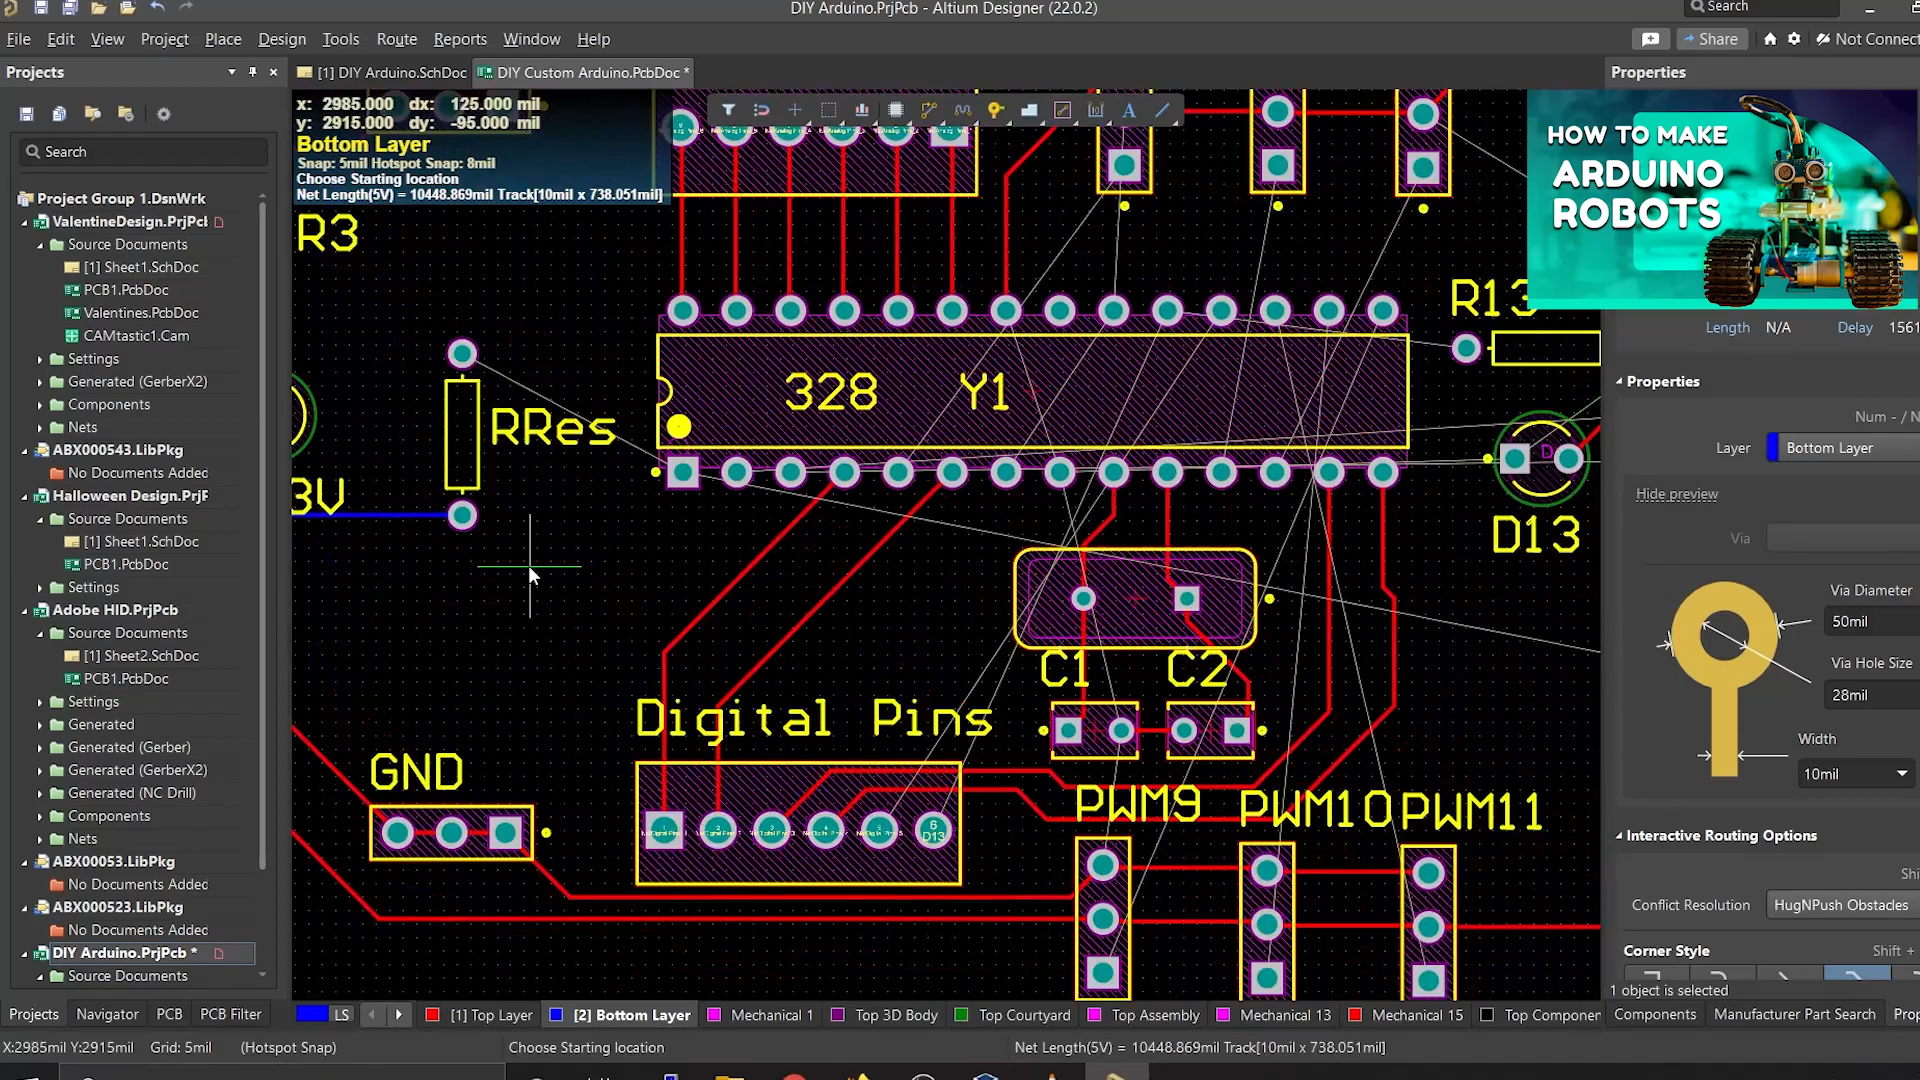 DIY Arduino.PrjPcb - Altium Designer (22.0.2)
Search
File Edit View Project Place Design Tools Route Reports Window Help
Share
Not Connect
Projects
[1] DIY Arduino.SchDoc
DIY Custom Arduino.PcbDoc *
Properties
x: 2985.000 dx: 125.000 mil
y: 2915.000 dy: -95.000 mil
Bottom Layer
Snap: 5mil Hotspot Snap: 8mil
Choose Starting location
Net Length(5V) = 10448.869mil Track[10mil x 738.051mil]
HOW TO MAKE
ARDUINO
ROBOTS
Search
Project Group 1.DsnWrk
ValentineDesign.PrjPcb
Source Documents
[1] Sheet1.SchDoc
PCB1.PcbDoc
Valentines.PcbDoc
CAMtastic1.Cam
Settings
Generated (GerberX2)
Components
Nets
ABX000543.LibPkg
No Documents Added
Halloween Design.PrjP
Source Documents
[1] Sheet1.SchDoc
PCB1.PcbDoc
Settings
Adobe HID.PrjPcb
Source Documents
[1] Sheet2.SchDoc
PCB1.PcbDoc
Settings
Generated
Generated (Gerber)
Generated (GerberX2)
Generated (NC Drill)
Components
Nets
ABX00053.LibPkg
No Documents Added
ABX000523.LibPkg
No Documents Added
DIY Arduino.PrjPcb *
Source Documents
R3
R13
328 Y1
RRes
3V
D
D13
C1 C2
Digital Pins
GND
6
D13
PWM9 PWM10 PWM11
Length N/A Delay 1561
Properties
Num - / N
Layer Bottom Layer
Hide preview
Via
Via Diameter
50mil
Via Hole Size
28mil
Width
10mil
Interactive Routing Options
Shi
Conflict Resolution HugNPush Obstacles
Corner Style Shift +
1 object is selected
Projects Navigator PCB PCB Filter
LS
[1] Top Layer
[2] Bottom Layer
Mechanical 1
Top 3D Body
Top Courtyard
Top Assembly
Mechanical 13
Mechanical 15
Top Componen
Components Manufacturer Part Search Prop
X:2985mil Y:2915mil Grid: 5mil (Hotspot Snap)
Choose Starting location
Net Length(5V) = 10448.869mil Track[10mil x 738.051mil]